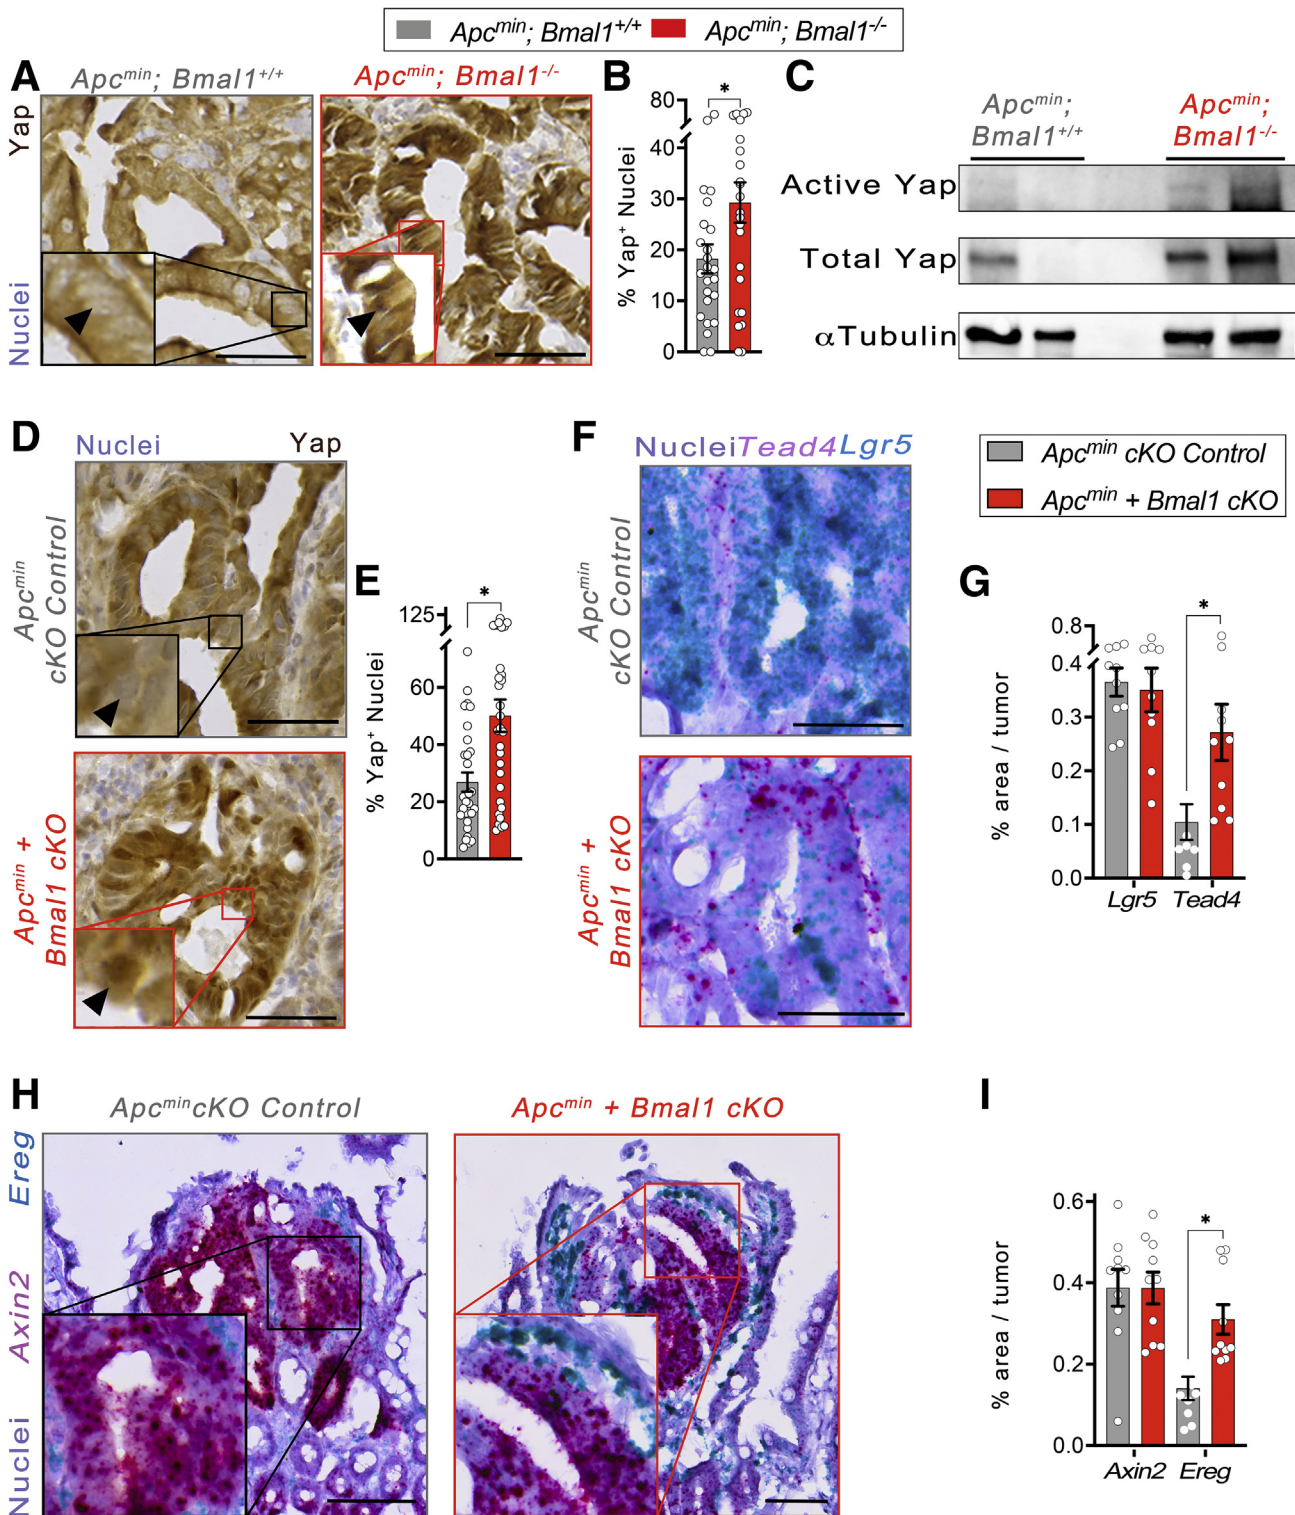 Apcmin; Bmal1+/+ Apcmin; Bmal1-/-
A
Apcmin; Bmal1+/+
Apcmin; Bmal1-/-
Yap
Nuclei
B
*
80
40
30
20
10
0
% Yap+ Nuclei
C
Apcmin;
Bmal1+/+
Apcmin;
Bmal1-/-
Active Yap
Total Yap
αTubulin
D
Nuclei
Yap
Apcmin
cKO Control
Apcmin +
Bmal1 cKO
E
*
125
60
40
20
0
% Yap+ Nuclei
F
Nuclei Tead4 Lgr5
Apcmin
cKO Control
Apcmin +
Bmal1 cKO
Apcmin cKO Control
Apcmin + Bmal1 cKO
G
*
0.8
0.4
0.3
0.2
0.1
0.0
% area / tumor
Lgr5 Tead4
H
Apcmin cKO Control
Apcmin + Bmal1 cKO
Nuclei Axin2 Ereg
I
*
0.6
0.4
0.2
0.0
% area / tumor
Axin2 Ereg